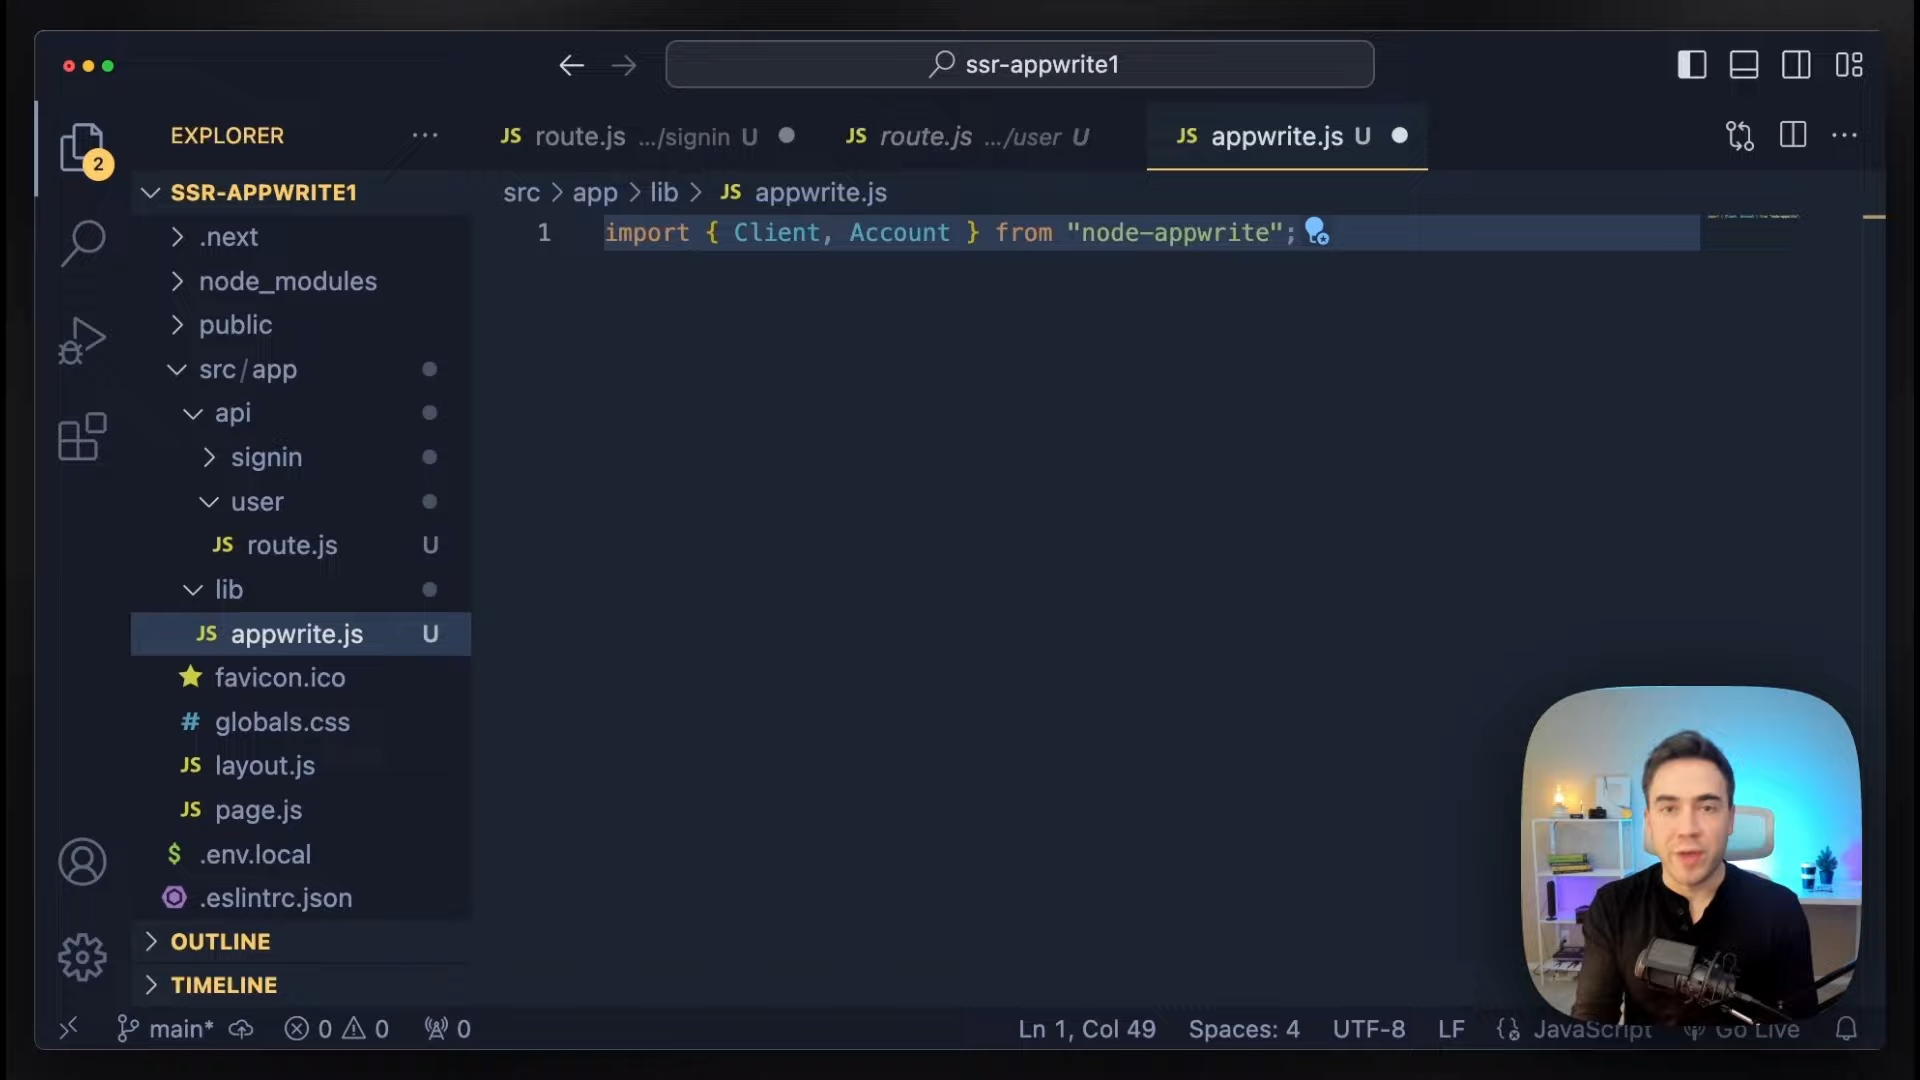 ssr-appwrite1
EXPLORER
2
SSR-APPWRITE1
.next
node_modules
public
src/app
api
signin
user
JS route.js U
lib
JS appwrite.js U
favicon.ico
# globals.css
JS layout.js
JS page.js
$ .env.local
.eslintrc.json
OUTLINE
TIMELINE
JS route.js .../signin U
JS route.js .../user U
JS appwrite.js U
src > app > lib > JS appwrite.js
1 import { Client, Account } from "node-appwrite";
main* 0 0 0
Ln 1, Col 49 Spaces: 4 UTF-8 LF JavaScript Go Live